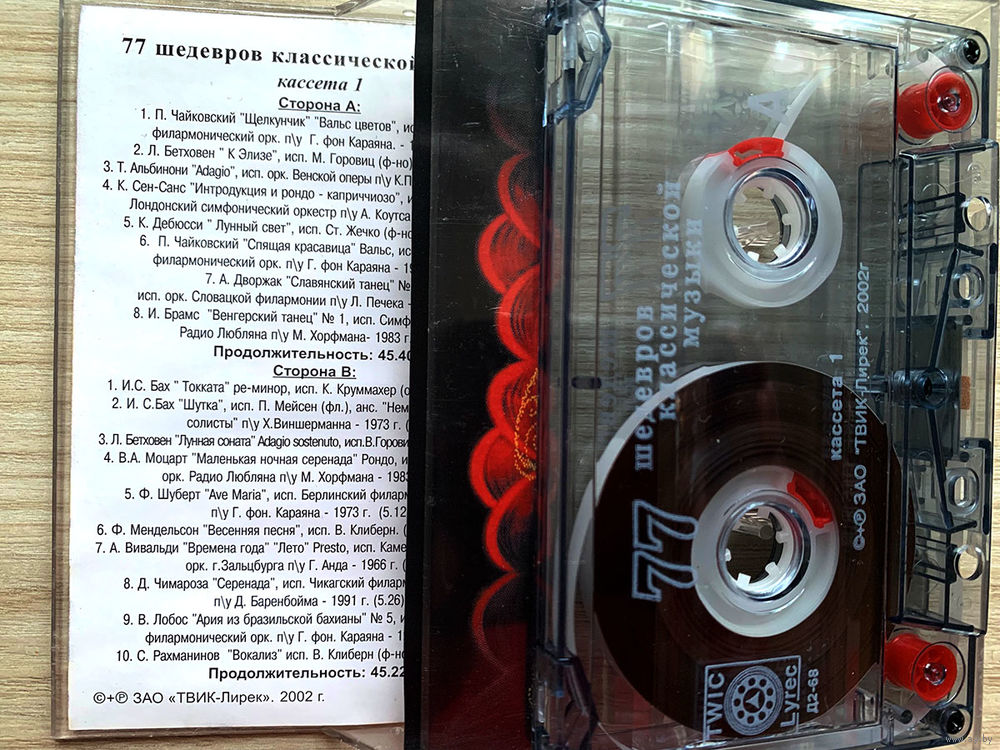 77 шедевров классической
кассета 1
Сторона А:
1. П. Чайковский "Щелкунчик" "Вальс цветов", ис
филармонический орк. п\у Г. фон Караяна. - 1
2. Л. Бетховен " К Элизе", исп. М. Горовиц (ф-но)
3. Т. Альбинони "Adagio", исп. орк. Венской оперы п\у К.П
4. К. Сен-Санс "Интродукция и рондо - каприччиозо", и
Лондонский симфонический оркестр п\у А. Коутса
5. К. Дебюсси " Лунный свет", исп. Ст. Жечко (ф-но
6. П. Чайковский "Спящая красавица" Вальс, ис
филармонический орк. п\у Г. фон Караяна - 19
7. А. Дворжак "Славянский танец" №
исп. орк. Словацкой филармонии п\у Л. Печека -
8. И. Брамс "Венгерский танец" № 1, исп. Симф
Радио Любляна п\у М. Хорфмана- 1983 г.
Продолжительность: 45.40
Сторона В:
1. И.С. Бах " Токката" ре-минор, исп. К. Круммахер (о
2. И. С.Бах "Шутка", исп. П. Мейсен (фл.), анс. "Нем
солисты" п\у Х.Виншерманна - 1973 г. (
3. Л. Бетховен "Лунная соната" Adagio sostenuto, исп.В.Горови
4. В.А. Моцарт "Маленькая ночная серенада" Рондо, и
орк. Радио Любляна п\у М. Хорфмана - 1983
5. Ф. Шуберт "Ave Maria", исп. Берлинский филарм
п\у Г. фон. Караяна - 1973 г. (5.12
6. Ф. Мендельсон "Весенняя песня", исп. В. Клиберн. (
7. А. Вивальди "Времена года" "Лето" Presto, исп. Каме
орк. г.Зальцбурга п\у Г. Анда - 1966 г. (
8. Д. Чимароза "Серенада", исп. Чикагский филарм
п\у Д. Баренбойма - 1991 г. (5.26)
9. В. Лобос "Ария из бразильской бахианы" № 5, и
филармонический орк. п\у Г. фон. Караяна - 1
10. С. Рахманинов "Вокализ" исп. В. Клиберн (ф-но
Продолжительность: 45.22
©+℗ ЗАО «ТВИК-Лирек». 2002 г.
A
77 шедевров
классической
музыки
кассета 1
©+℗ ЗАО "ТВИК-Лирек". 2002г
TWIC
Lyrec
Д2-68